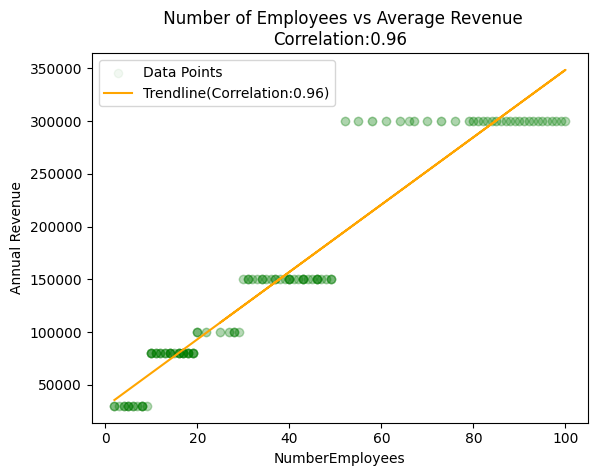 Number of Employees vs Average Revenue
Correlation:0.96
Data Points
Trendline(Correlation:0.96)
350000
300000
250000
200000
150000
100000
50000
Annual Revenue
0
20
40
60
80
100
NumberEmployees